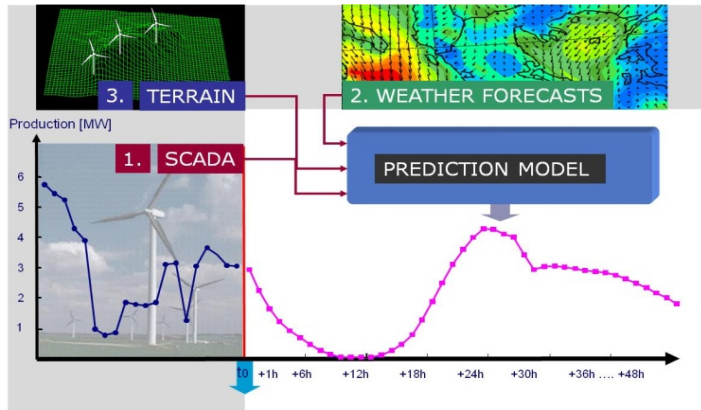 3. TERRAIN
2. WEATHER FORECASTS
Production [MW]
1. SCADA
PREDICTION MODEL
6
5
4
3
2
1
t0 +1h +6h +12h +18h +24h +30h +36h .... +48h